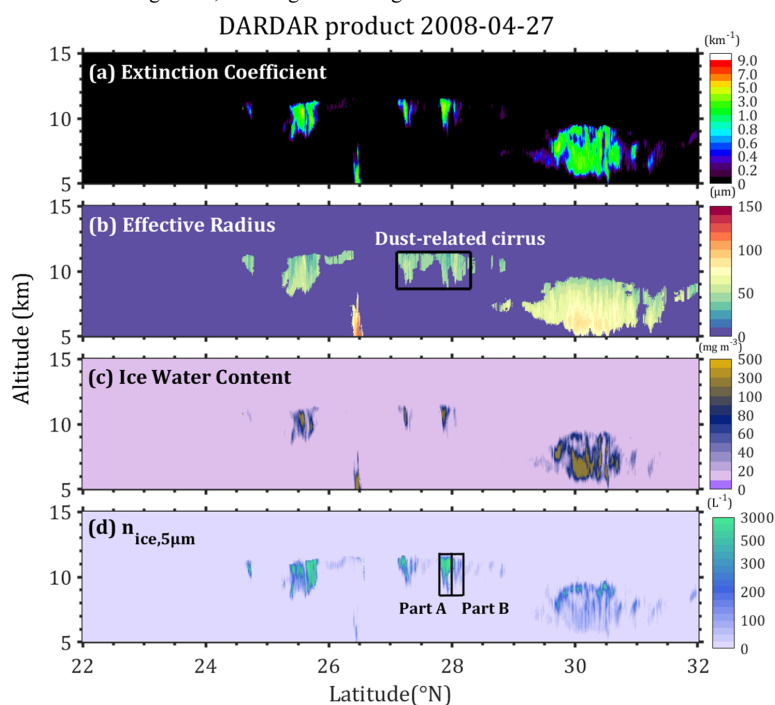 DARDAR product 2008-04-27
(km⁻¹)
15
(a) Extinction Coefficient
10
5
9.0
7.0
5.0
3.0
1.0
0.8
0.6
0.4
0.2
0
(μm)
15
(b) Effective Radius
Dust-related cirrus
10
5
150
100
50
0
Altitude (km)
(mg m⁻³)
15
(c) Ice Water Content
10
5
500
300
100
80
60
40
20
0
(L⁻¹)
15
(d) n ice,5μm
10
Part A Part B
5
3000
500
300
200
100
0
22 24 26 28 30 32
Latitude(°N)